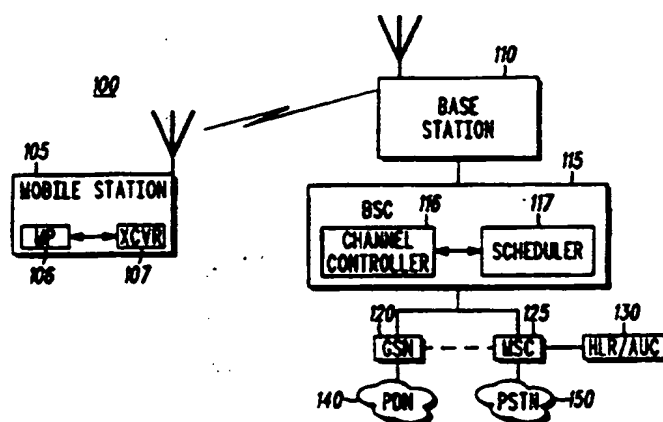 100
110
BASE
STATION
105
MOBILE STATION
XCVR
106
107
115
BSC
116
117
CHANNEL
CONTROLLER
SCHEDULER
120
125
130
GSN
MSC
HLR/AUC
140
PDN
PSTN
150